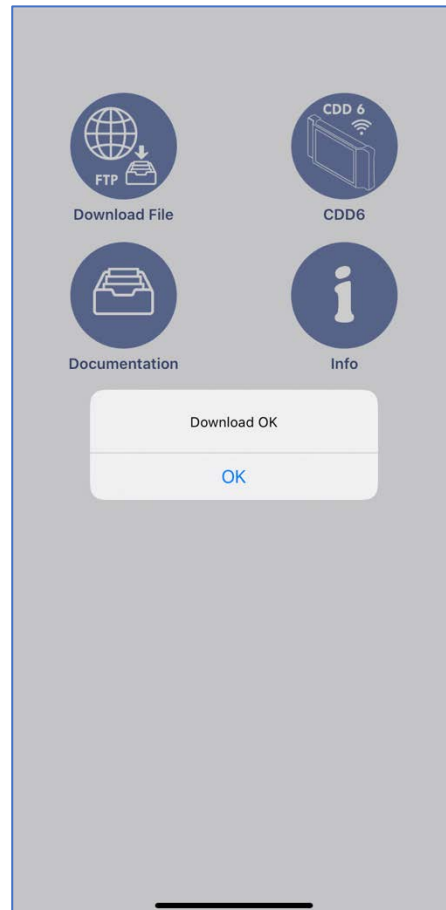 FTP
Download File
CDD 6
CDD6
Documentation
Info
Download OK
OK